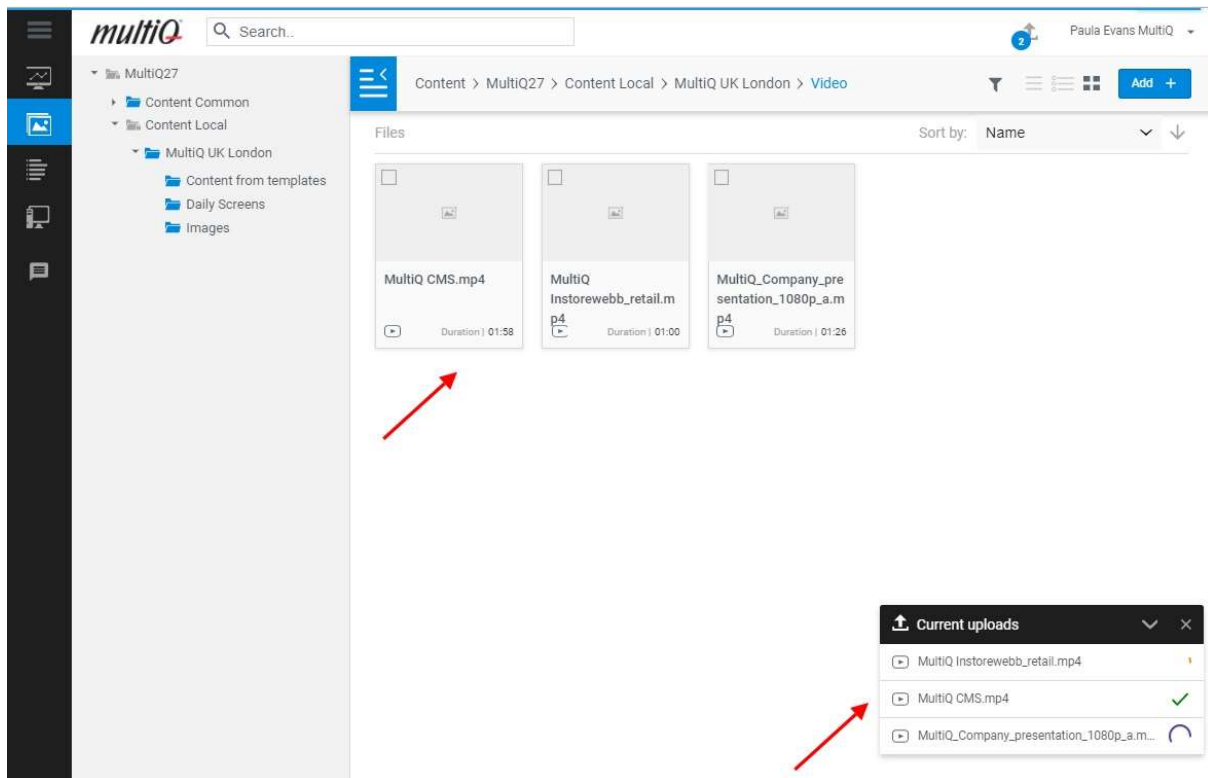 multiQ
Search..
2
Paula Evans MultiQ
MultiQ27
Content Common
Content Local
MultiQ UK London
Content from templates
Daily Screens
Images
Content > MultiQ27 > Content Local > MultiQ UK London > Video
Add +
Files
Sort by: Name
MultiQ CMS.mp4
Duration | 01:58
MultiQ
Instorewebb_retail.m
p4
Duration | 01:00
MultiQ_Company_pre
sentation_1080p_a.m
p4
Duration | 01:26
Current uploads
MultiQ Instorewebb_retail.mp4
MultiQ CMS.mp4
MultiQ_Company_presentation_1080p_a.m...